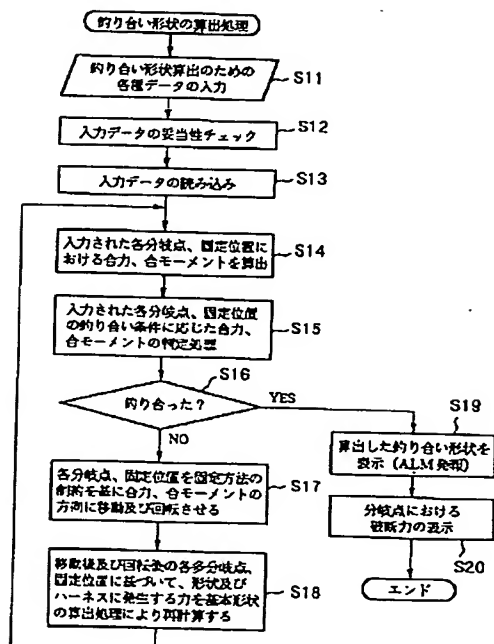 釣り合い形状の算出処理
釣り合い形状算出のための
各種データの入力
S11
入力データの妥当性チェック
S12
入力データの読み込み
S13
入力された各分岐点、固定位置に
おける合力、合モーメントを算出
S14
入力された各分岐点、固定位置
の釣り合い条件に応じた合力、
合モーメントの判定処理
S15
釣り合った?
S16
YES
NO
各分岐点、固定位置を固定方法の
制約を基に合力、合モーメントの
方向に移動及び回転させる
S17
移動後及び回転後の各分岐点、
固定位置に基づいて、形状及び
ハーネスに発生する力を基本形状
の算出処理により再計算する
S18
S19
算出した釣り合い形状を
表示(ALM発報)
分岐点における
破断力の表示
S20
エンド